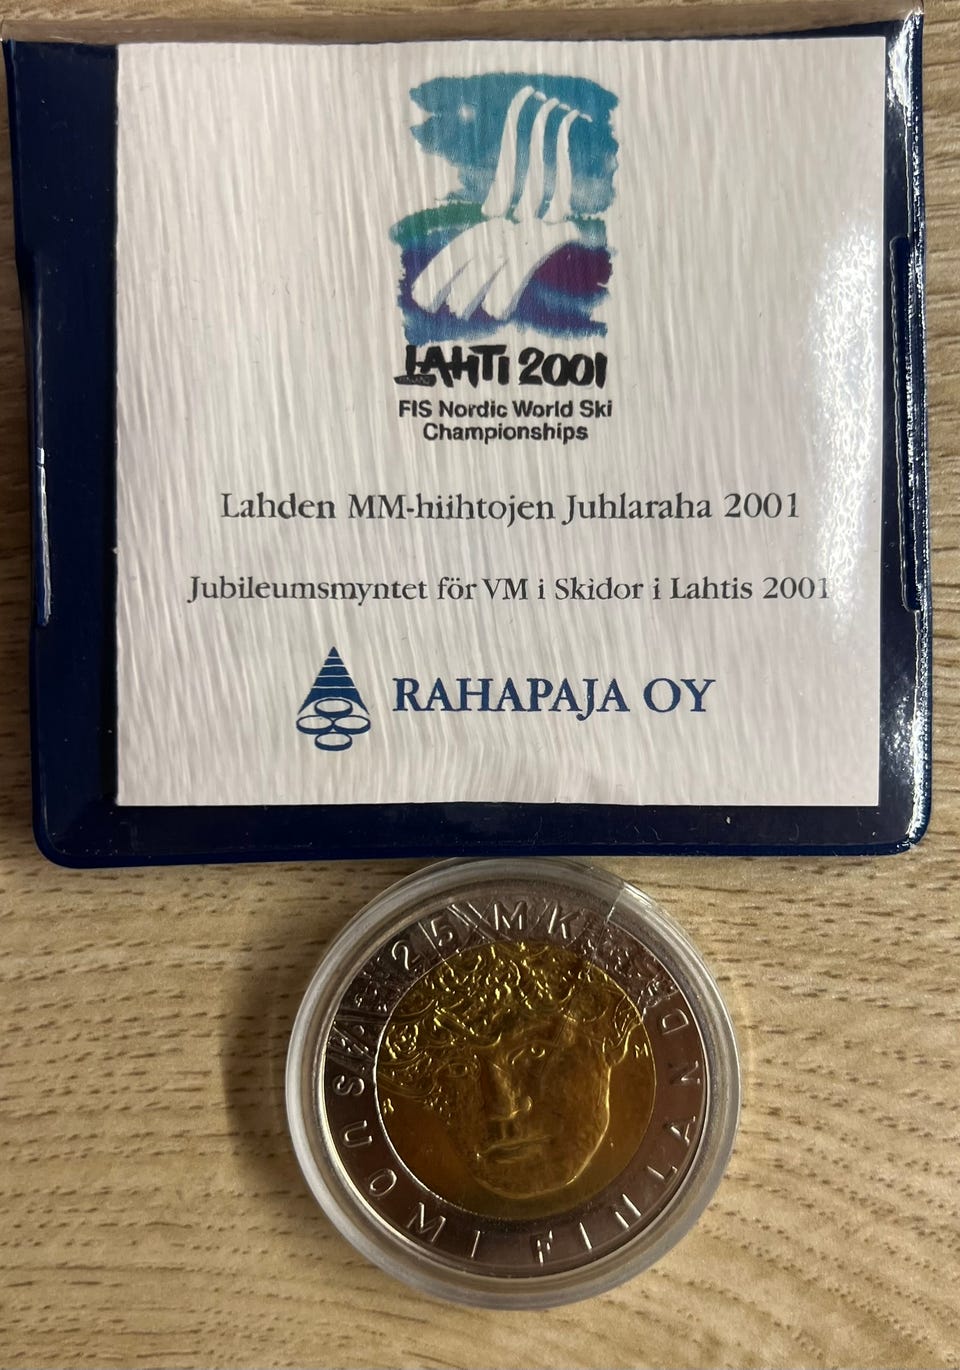 LAHTI 2001
FIS Nordic World Ski
Championships
Lahden MM-hiihtojen Juhlaraha 2001
Jubileumsmyntet för VM i Skidor i Lahtis 2001
RAHAPAJA OY
25 MK
SUOMI FINLAND